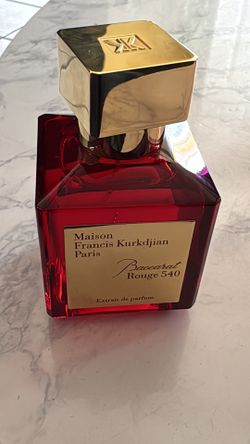 Maison
Francis Kurkdjian
Paris
Baccarat
Rouge 540
Extrait de parfum